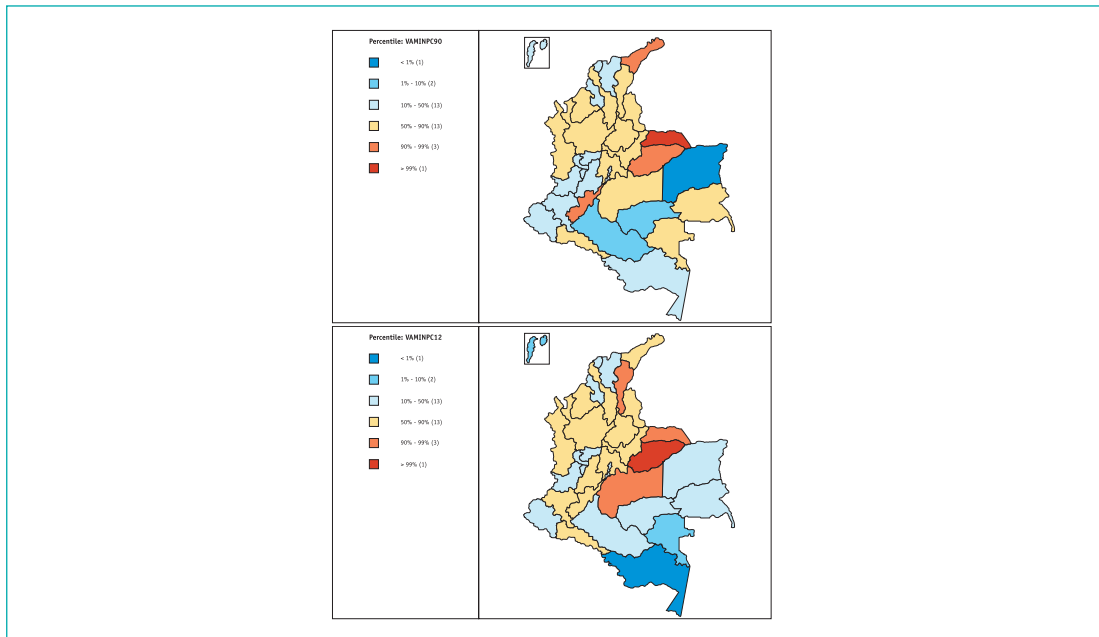 Percentile: VAMINPC90
< 1% (1)
1% - 10% (2)
10% - 50% (13)
50% - 90% (13)
90% - 99% (3)
> 99% (1)
Percentile: VAMINPC12
< 1% (1)
1% - 10% (2)
10% - 50% (13)
50% - 90% (13)
90% - 99% (3)
> 99% (1)